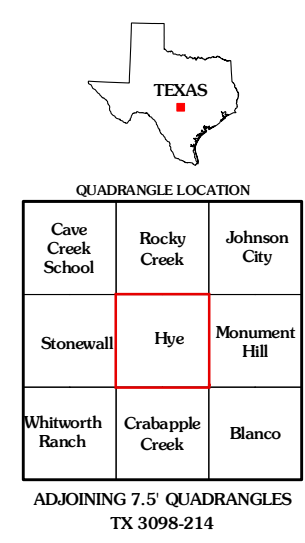 TEXAS
QUADRANGLE LOCATION
Cave
Creek
School
Rocky
Creek
Johnson
City
Stonewall
Hye
Monument
Hill
Whitworth
Ranch
Crabapple
Creek
Blanco
ADJOINING 7.5' QUADRANGLES
TX 3098-214